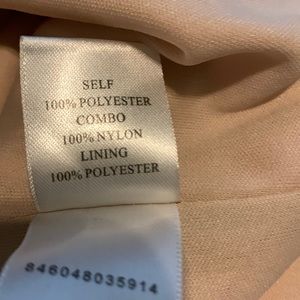 SELF
100% POLYESTER
COMBO
100% NYLON
LINING
100% POLYESTER
846048035914